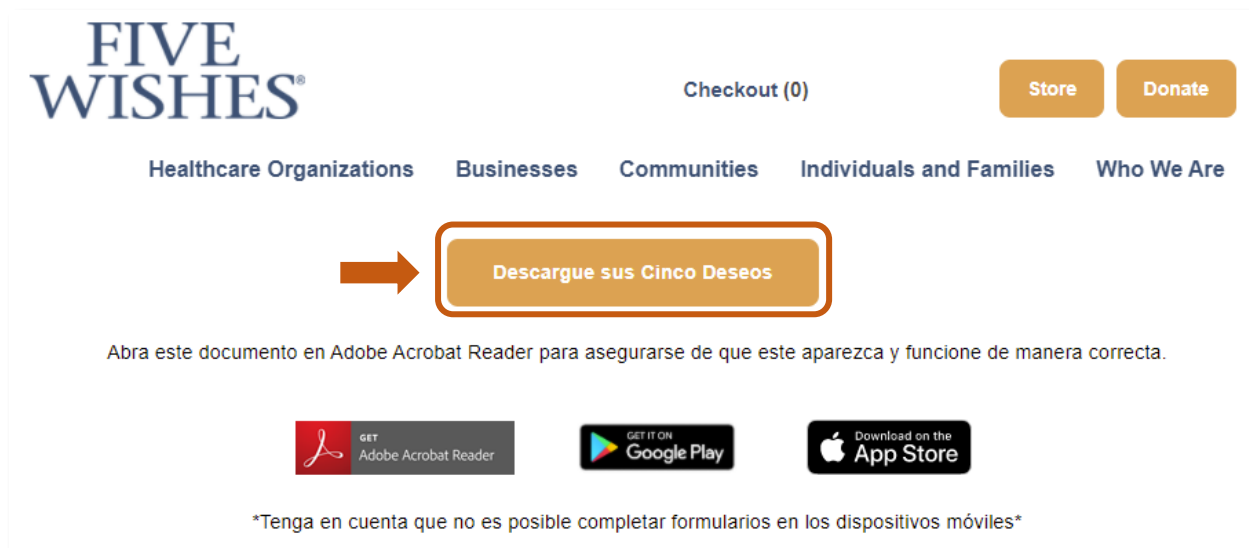 FIVE
WISHES®
Checkout (0)
Store
Donate
Healthcare Organizations
Businesses
Communities
Individuals and Families
Who We Are
Descargue sus Cinco Deseos
Abra este documento en Adobe Acrobat Reader para asegurarse de que este aparezca y funcione de manera correcta.
GET
Adobe Acrobat Reader
GET IT ON
Google Play
Download on the
App Store
*Tenga en cuenta que no es posible completar formularios en los dispositivos móviles*